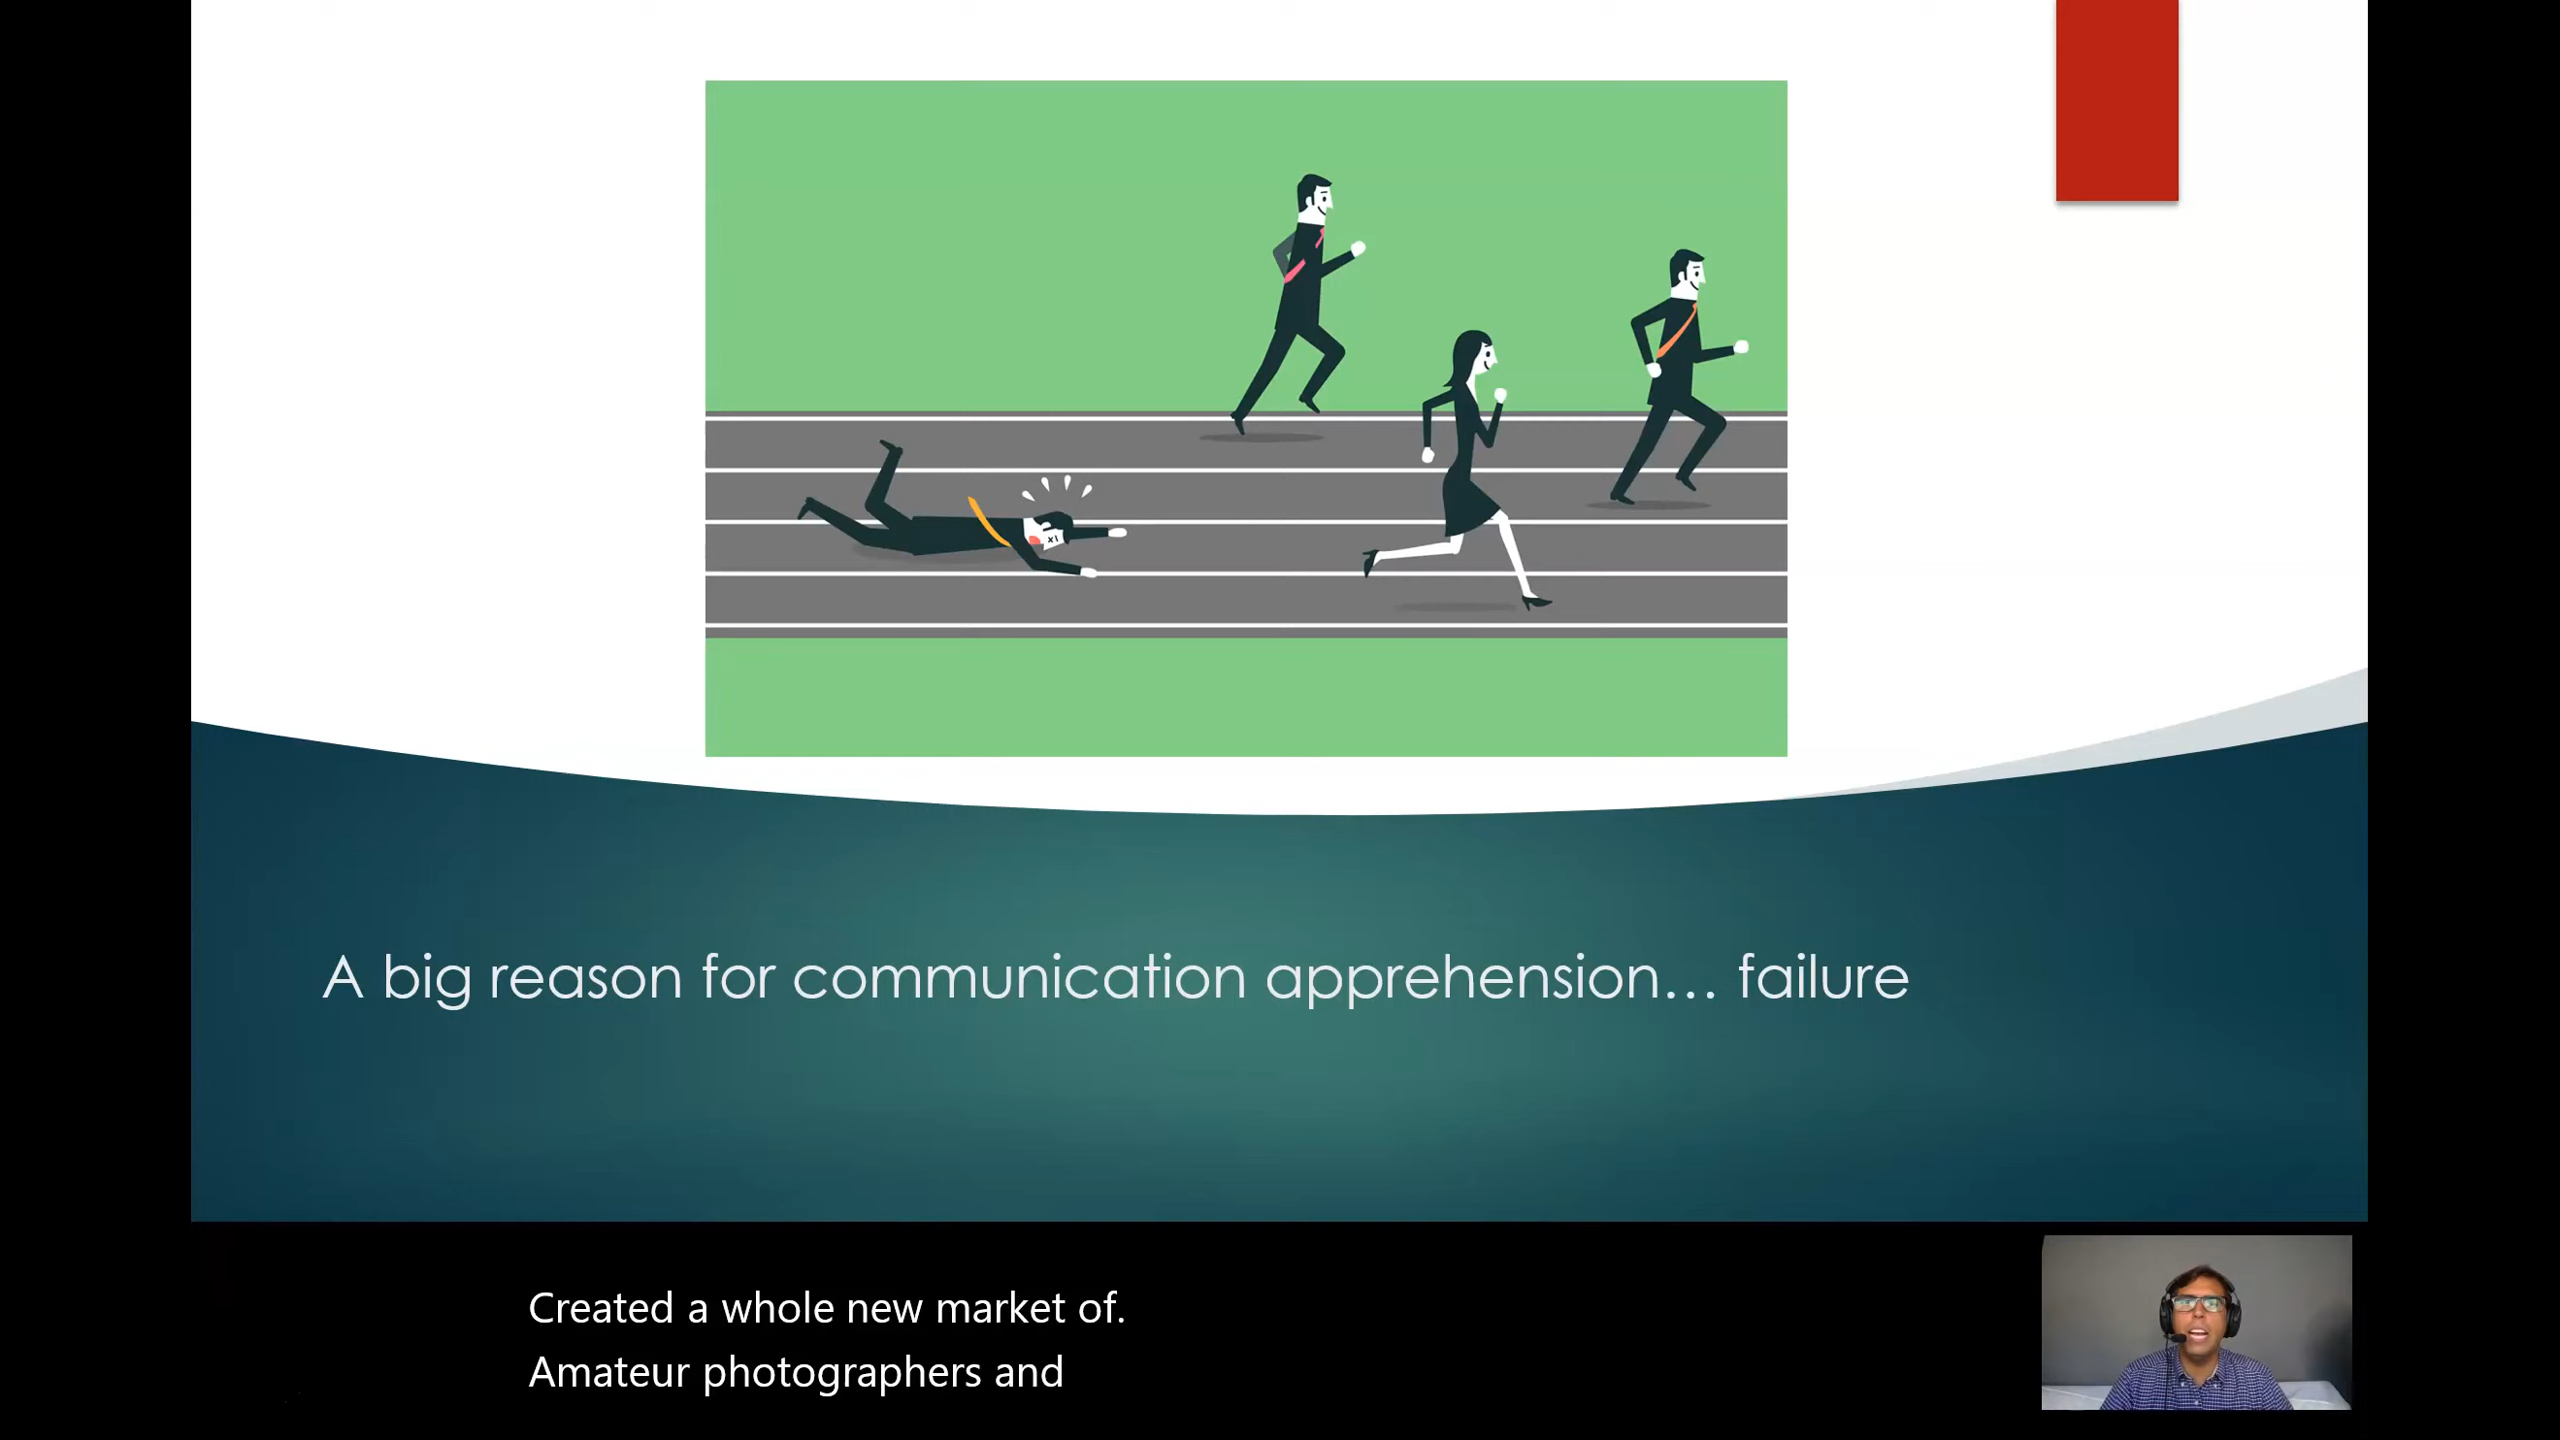 A big reason for communication apprehension… failure
Created a whole new market of.
Amateur photographers and